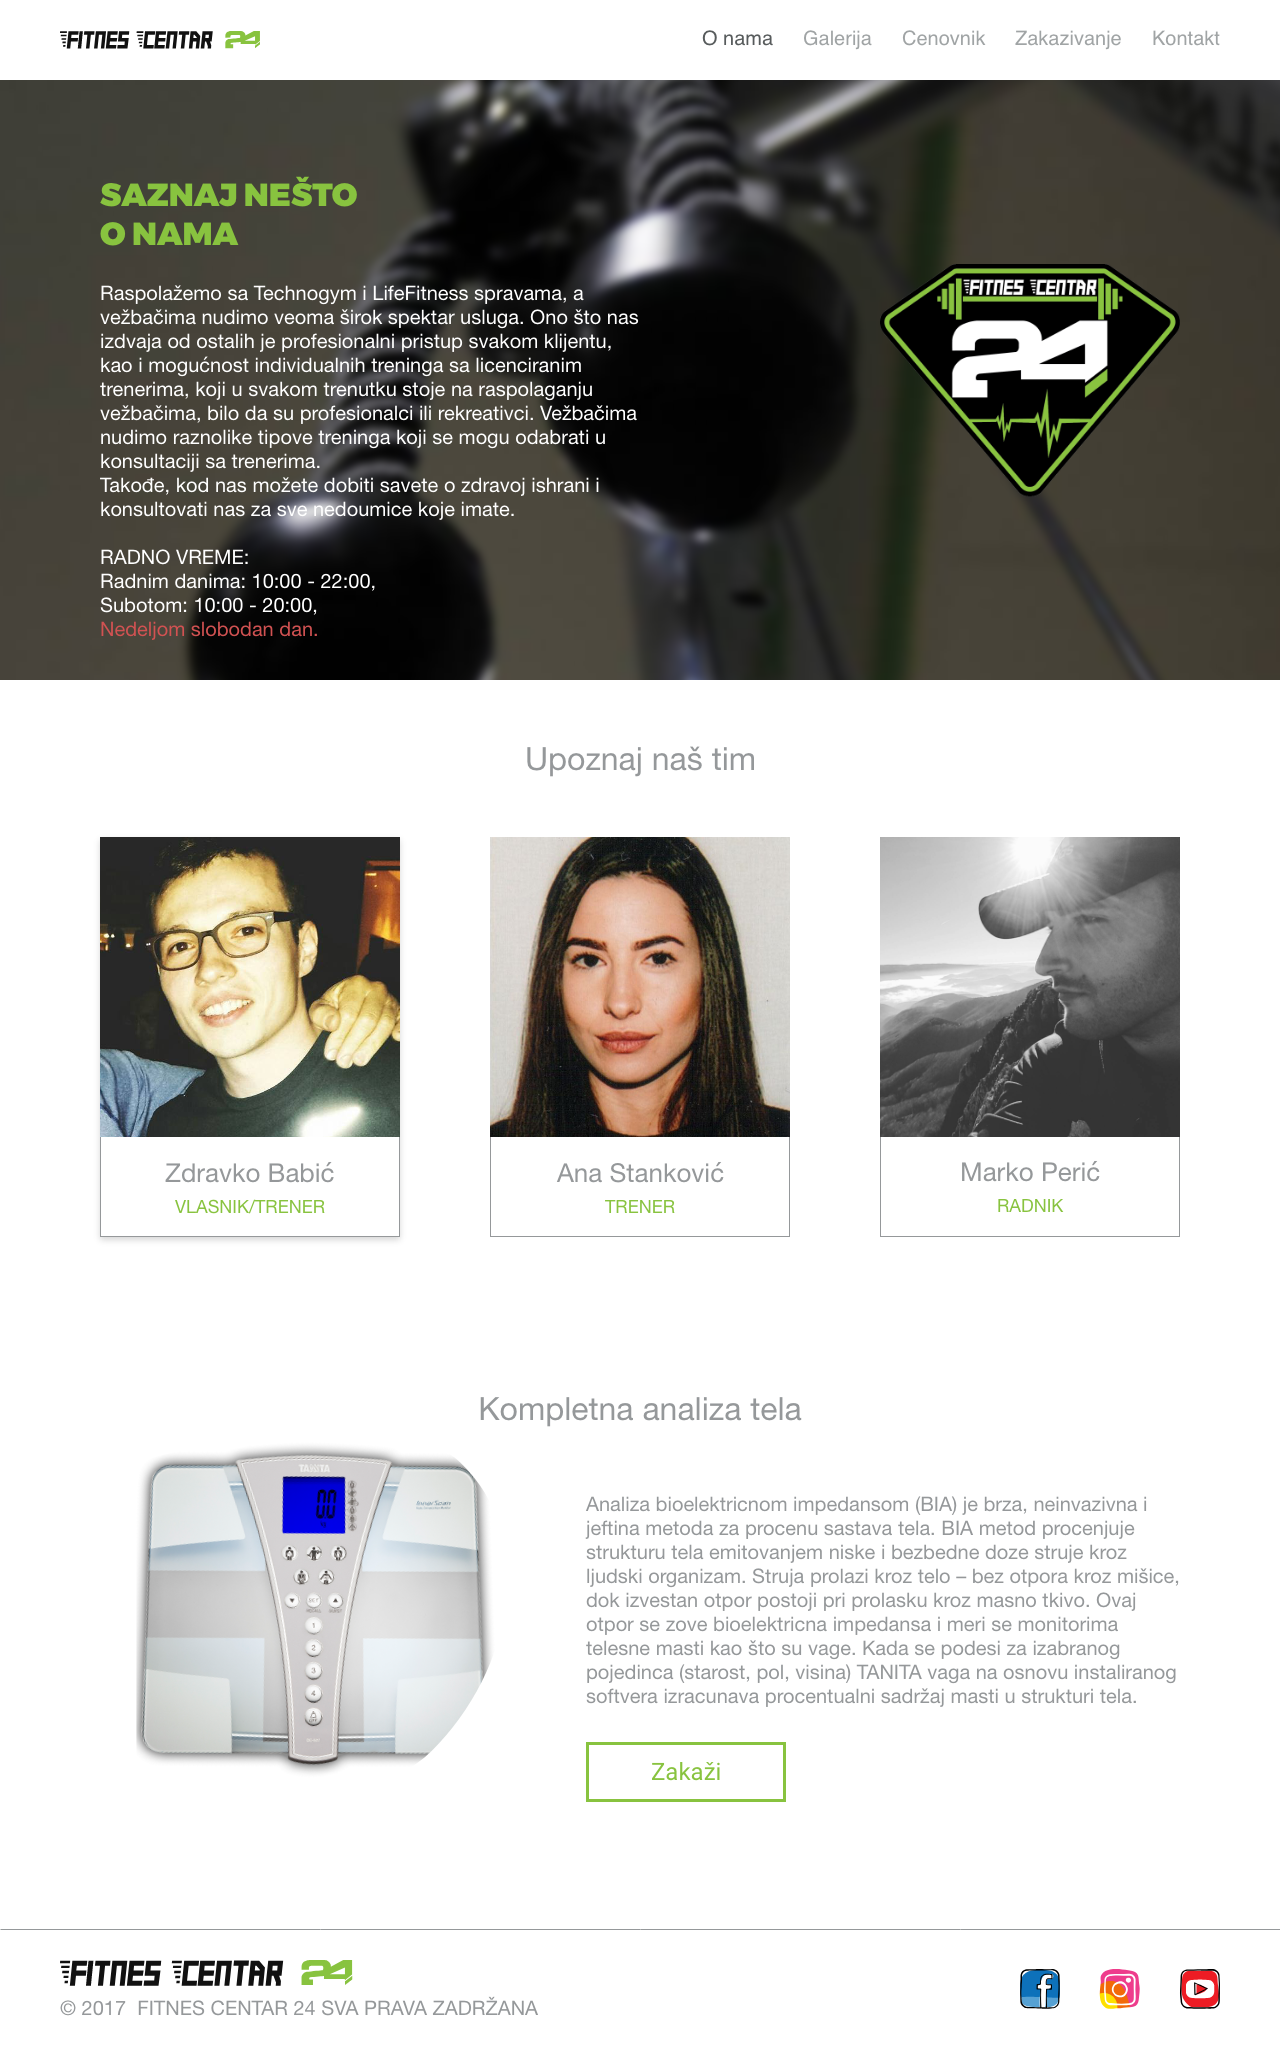 FITNES CENTAR 24
O nama Galerija Cenovnik Zakazivanje Kontakt
SAZNAJ NEŠTO
O NAMA
Raspolažemo sa Technogym i LifeFitness spravama, a
vežbačima nudimo veoma širok spektar usluga. Ono što nas
izdvaja od ostalih je profesionalni pristup svakom klijentu,
kao i mogućnost individualnih treninga sa licenciranim
trenerima, koji u svakom trenutku stoje na raspolaganju
vežbačima, bilo da su profesionalci ili rekreativci. Vežbačima
nudimo raznolike tipove treninga koji se mogu odabrati u
konsultaciji sa trenerima.
Takođe, kod nas možete dobiti savete o zdravoj ishrani i
konsultovati nas za sve nedoumice koje imate.
RADNO VREME:
Radnim danima: 10:00 - 22:00,
Subotom: 10:00 - 20:00,
Nedeljom slobodan dan.
FITNES CENTAR
24
Upoznaj naš tim
Zdravko Babić
VLASNIK/TRENER
Ana Stanković
TRENER
Marko Perić
RADNIK
Kompletna analiza tela
TANITA
00
InnerScan
1
2
3
4
Analiza bioelektricnom impedansom (BIA) je brza, neinvazivna i
jeftina metoda za procenu sastava tela. BIA metod procenjuje
strukturu tela emitovanjem niske i bezbedne doze struje kroz
ljudski organizam. Struja prolazi kroz telo – bez otpora kroz mišice,
dok izvestan otpor postoji pri prolasku kroz masno tkivo. Ovaj
otpor se zove bioelektricna impedansa i meri se monitorima
telesne masti kao što su vage. Kada se podesi za izabranog
pojedinca (starost, pol, visina) TANITA vaga na osnovu instaliranog
softvera izracunava procentualni sadržaj masti u strukturi tela.
Zakaži
FITNES CENTAR 24
© 2017 FITNES CENTAR 24 SVA PRAVA ZADRŽANA